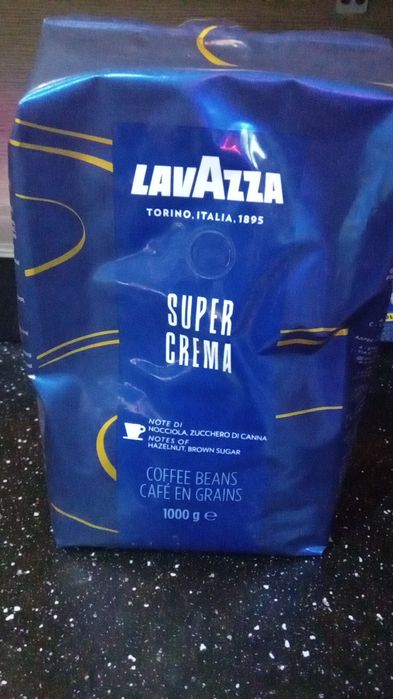 LAVAZZA
TORINO, ITALIA, 1895
SUPER
CREMA
NOTE DI
NOCCIOLA, ZUCCHERO DI CANNA
NOTES OF
HAZELNUT, BROWN SUGAR
COFFEE BEANS
CAFÉ EN GRAINS
1000 g ℮